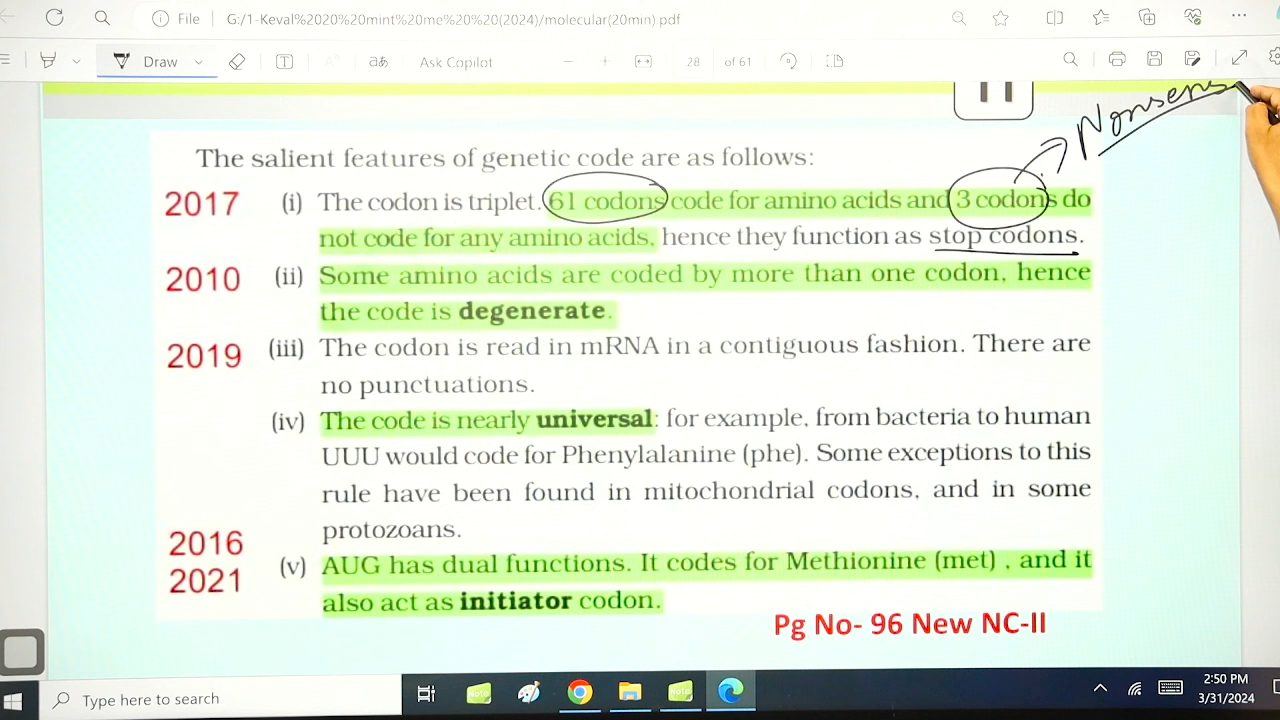 File G:/1-Keval%2020%20mint%20me%20%20(2024)/molecular(20min).pdf
Draw Ask Copilot 28 of 61
11
Nonsens
The salient features of genetic code are as follows:
2017 (i) The codon is triplet. 61 codons code for amino acids and 3 codons do
not code for any amino acids, hence they function as stop codons.
2010 (ii) Some amino acids are coded by more than one codon, hence
the code is degenerate.
2019 (iii) The codon is read in mRNA in a contiguous fashion. There are
no punctuations.
(iv) The code is nearly universal: for example, from bacteria to human
UUU would code for Phenylalanine (phe). Some exceptions to this
rule have been found in mitochondrial codons, and in some
protozoans.
2016
2021 (v) AUG has dual functions. It codes for Methionine (met) , and it
also act as initiator codon.
Pg No- 96 New NC-II
Type here to search
2:50 PM
3/31/2024